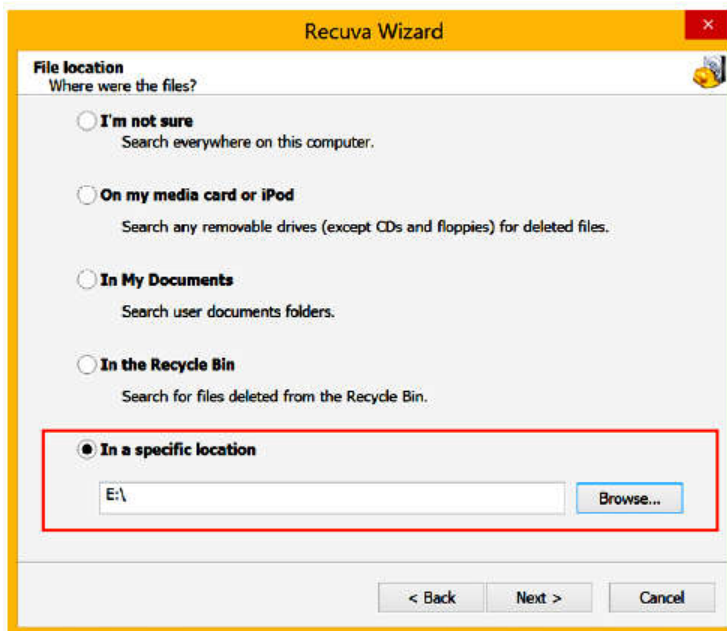 Recuva Wizard
File location
Where were the files?
I'm not sure
Search everywhere on this computer.
On my media card or iPod
Search any removable drives (except CDs and floppies) for deleted files.
In My Documents
Search user documents folders.
In the Recycle Bin
Search for files deleted from the Recycle Bin.
In a specific location
E:\ Browse...
< Back Next > Cancel